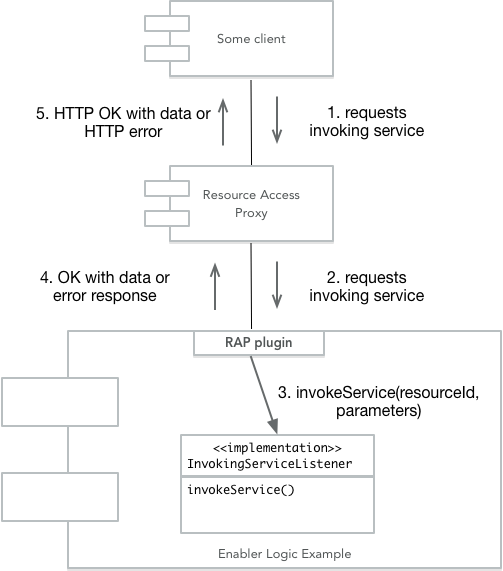 Some client
5. HTTP OK with data or
HTTP error
1. requests
invoking service
Resource Access
Proxy
4. OK with data or
error response
2. requests
invoking service
RAP plugin
3. invokeService(resourceId,
parameters)
<<implementation>>
InvokingServiceListener
invokeService()
Enabler Logic Example